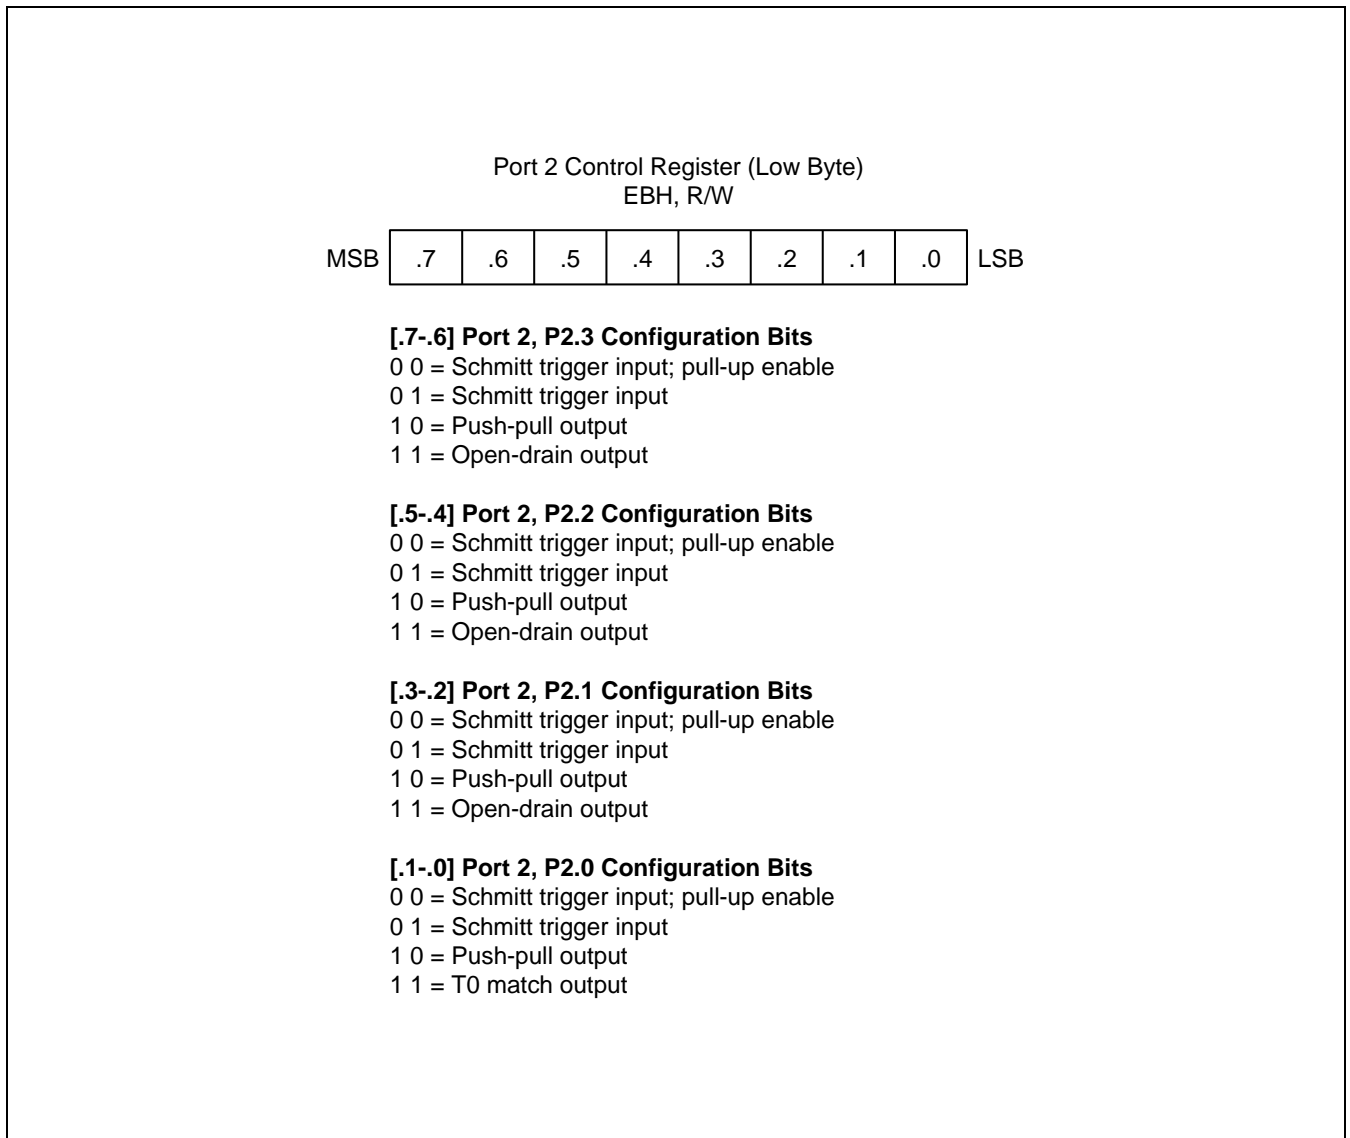 Port 2 Control Register (Low Byte)
EBH, R/W
MSB .7 .6 .5 .4 .3 .2 .1 .0 LSB
[.7-.6] Port 2, P2.3 Configuration Bits
0 0 = Schmitt trigger input; pull-up enable
0 1 = Schmitt trigger input
1 0 = Push-pull output
1 1 = Open-drain output
[.5-.4] Port 2, P2.2 Configuration Bits
0 0 = Schmitt trigger input; pull-up enable
0 1 = Schmitt trigger input
1 0 = Push-pull output
1 1 = Open-drain output
[.3-.2] Port 2, P2.1 Configuration Bits
0 0 = Schmitt trigger input; pull-up enable
0 1 = Schmitt trigger input
1 0 = Push-pull output
1 1 = Open-drain output
[.1-.0] Port 2, P2.0 Configuration Bits
0 0 = Schmitt trigger input; pull-up enable
0 1 = Schmitt trigger input
1 0 = Push-pull output
1 1 = T0 match output